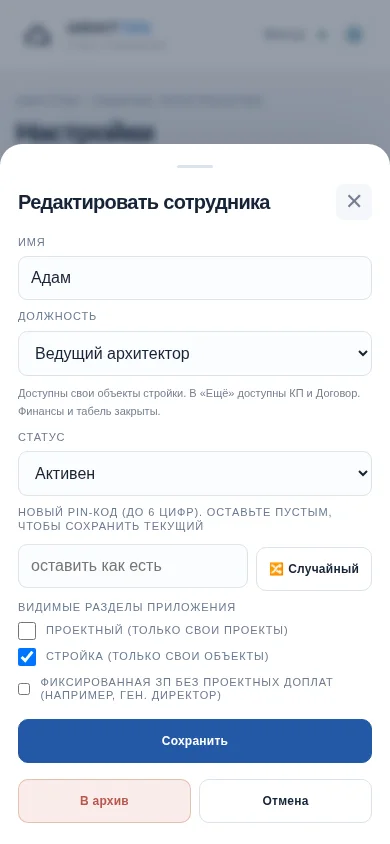 Настройки
Редактировать сотрудника
ИМЯ
Адам
ДОЛЖНОСТЬ
Ведущий архитектор
Доступны свои объекты стройки. В «Ещё» доступны КП и Договор.
Финансы и табель закрыты.
СТАТУС
Активен
НОВЫЙ PIN-КОД (ДО 6 ЦИФР). ОСТАВЬТЕ ПУСТЫМ,
ЧТОБЫ СОХРАНИТЬ ТЕКУЩИЙ
оставить как есть
🔀 Случайный
ВИДИМЫЕ РАЗДЕЛЫ ПРИЛОЖЕНИЯ
ПРОЕКТНЫЙ (ТОЛЬКО СВОИ ПРОЕКТЫ)
СТРОЙКА (ТОЛЬКО СВОИ ОБЪЕКТЫ)
ФИКСИРОВАННАЯ ЗП БЕЗ ПРОЕКТНЫХ ДОПЛАТ
(НАПРИМЕР, ГЕН. ДИРЕКТОР)
Сохранить
В архив
Отмена